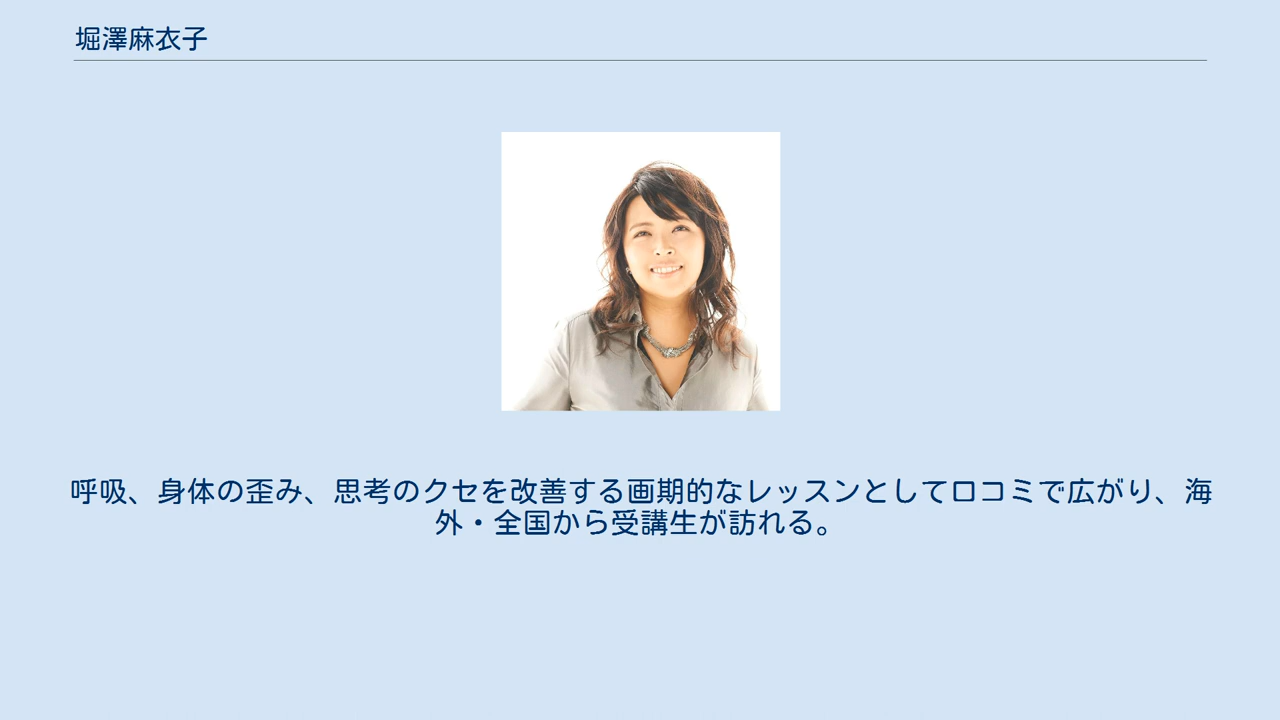 堀澤麻衣子
呼吸、身体の歪み、思考のクセを改善する画期的なレッスンとして口コミで広がり、海
外・全国から受講生が訪れる。